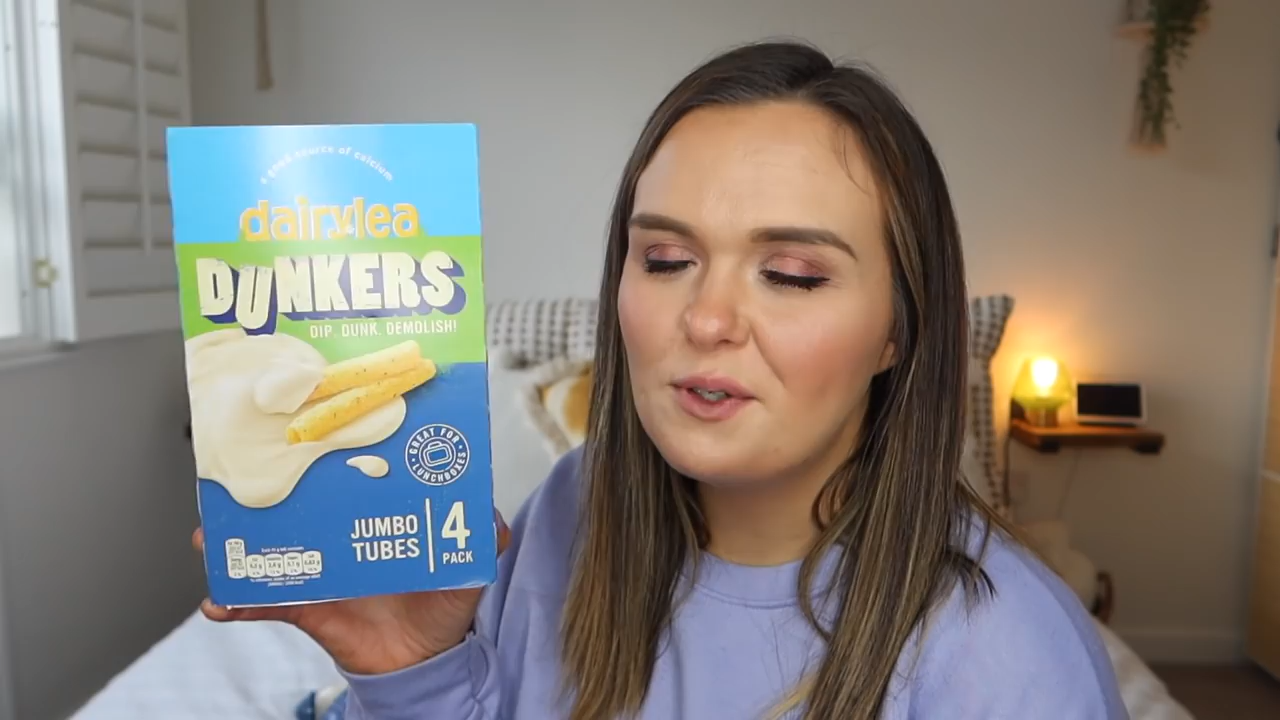 a good source of calcium
dairylea
DUNKERS
DIP. DUNK. DEMOLISH!
GREAT FOR
LUNCHBOXES
JUMBO
TUBES
4
PACK